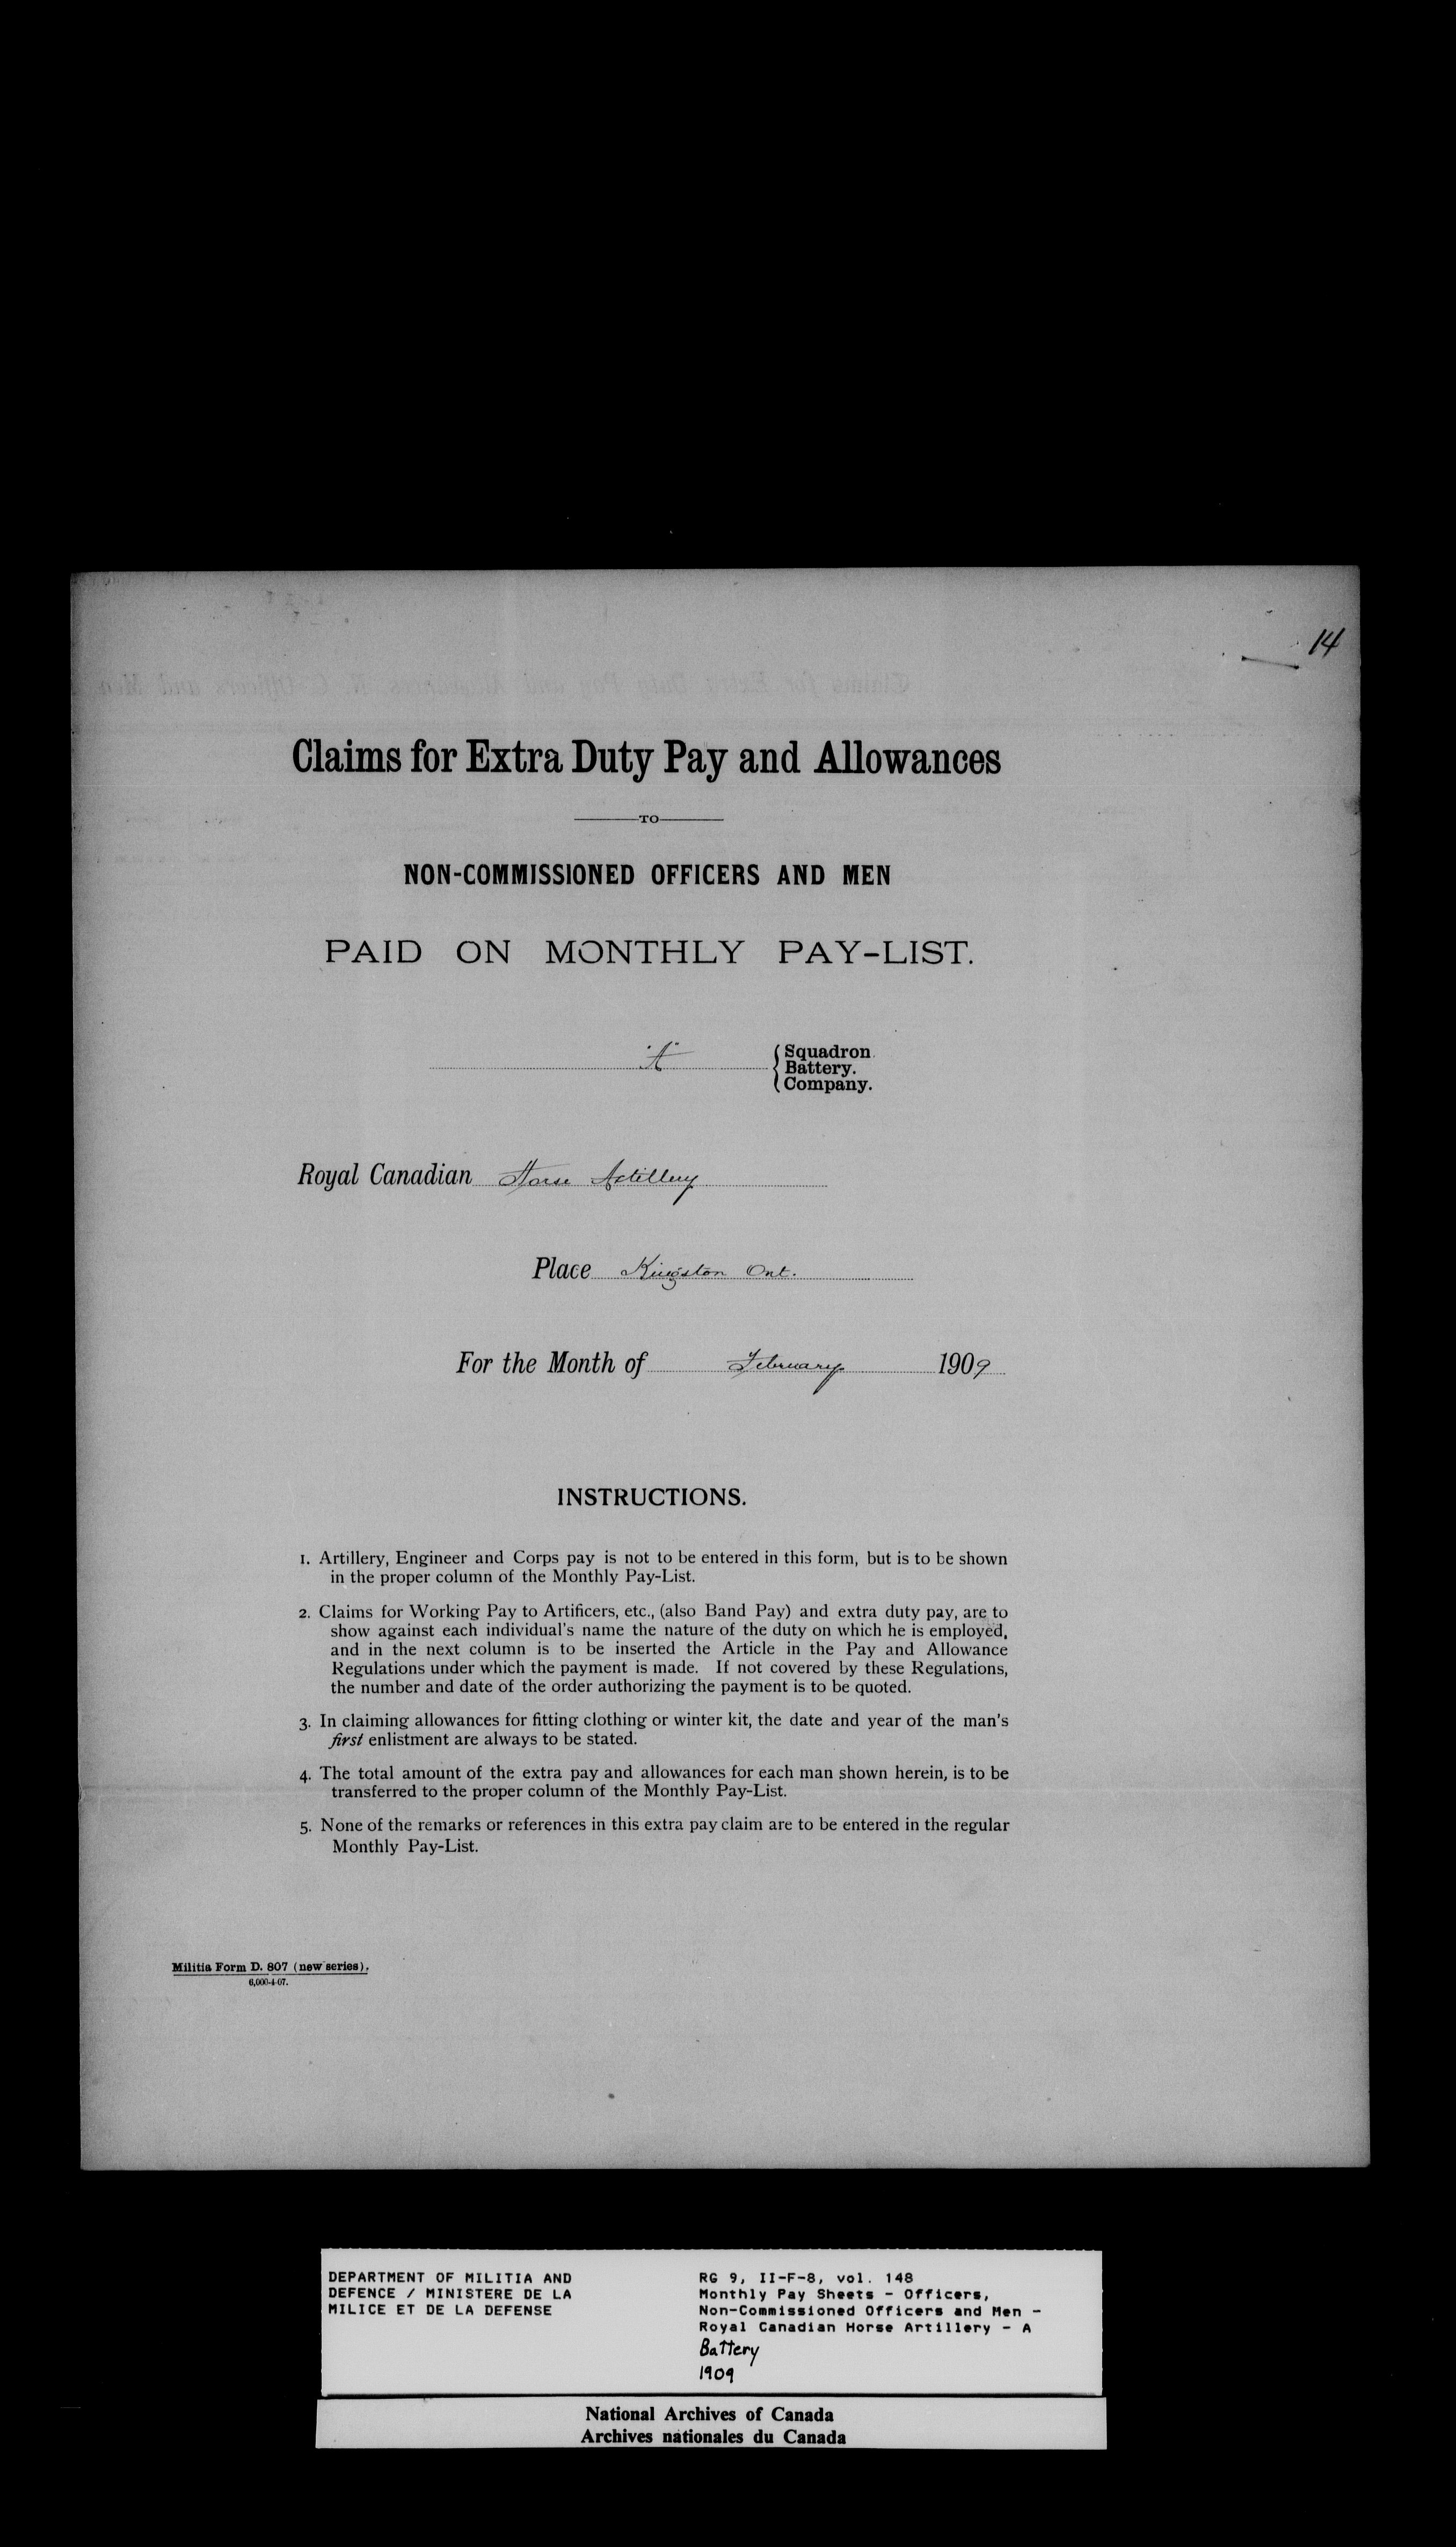 14
Claims for Extra Duty Pay and Allowances
TO
NON-COMMISSIONED OFFICERS AND MEN
PAID ON MONTHLY PAY-LIST.
"A" { Squadron
Battery.
Company.
Royal Canadian Horse Artillery
Place Kingston Ont.
For the Month of February 1909
INSTRUCTIONS.
1. Artillery, Engineer and Corps pay is not to be entered in this form, but is to be shown
in the proper column of the Monthly Pay-List.
2. Claims for Working Pay to Artificers, etc., (also Band Pay) and extra duty pay, are to
show against each individual's name the nature of the duty on which he is employed,
and in the next column is to be inserted the Article in the Pay and Allowance
Regulations under which the payment is made. If not covered by these Regulations,
the number and date of the order authorizing the payment is to be quoted.
3. In claiming allowances for fitting clothing or winter kit, the date and year of the man's
first enlistment are always to be stated.
4. The total amount of the extra pay and allowances for each man shown herein, is to be
transferred to the proper column of the Monthly Pay-List.
5. None of the remarks or references in this extra pay claim are to be entered in the regular
Monthly Pay-List.
Militia Form D. 807 (new series).
6,000-4-07.
DEPARTMENT OF MILITIA AND
DEFENCE / MINISTERE DE LA
MILICE ET DE LA DEFENSE
RG 9, II-F-8, vol. 148
Monthly Pay Sheets - Officers,
Non-Commissioned Officers and Men -
Royal Canadian Horse Artillery - A
Battery
1909
National Archives of Canada
Archives nationales du Canada